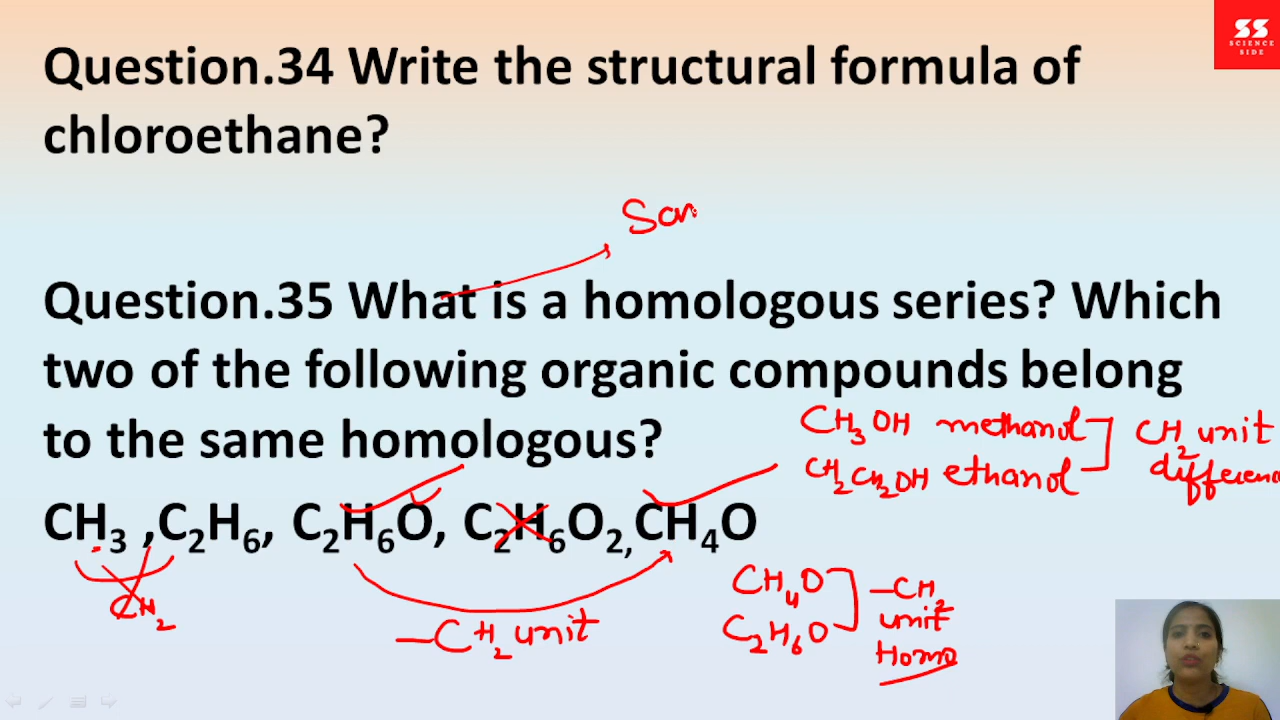 SS
SCIENCE
SIDE
Question.34 Write the structural formula of
chloroethane?
Question.35 What is a homologous series? Which
two of the following organic compounds belong
to the same homologous?
CH₃ ,C₂H₆, C₂H₆O, C₂H₆O₂,CH₄O
CH₃OH methanol
CH₂CH₂OH ethanol
CH₂ unit
CH₂
—CH₂ unit
CH₄O
C₂H₆O
—CH₂
unit
Homo